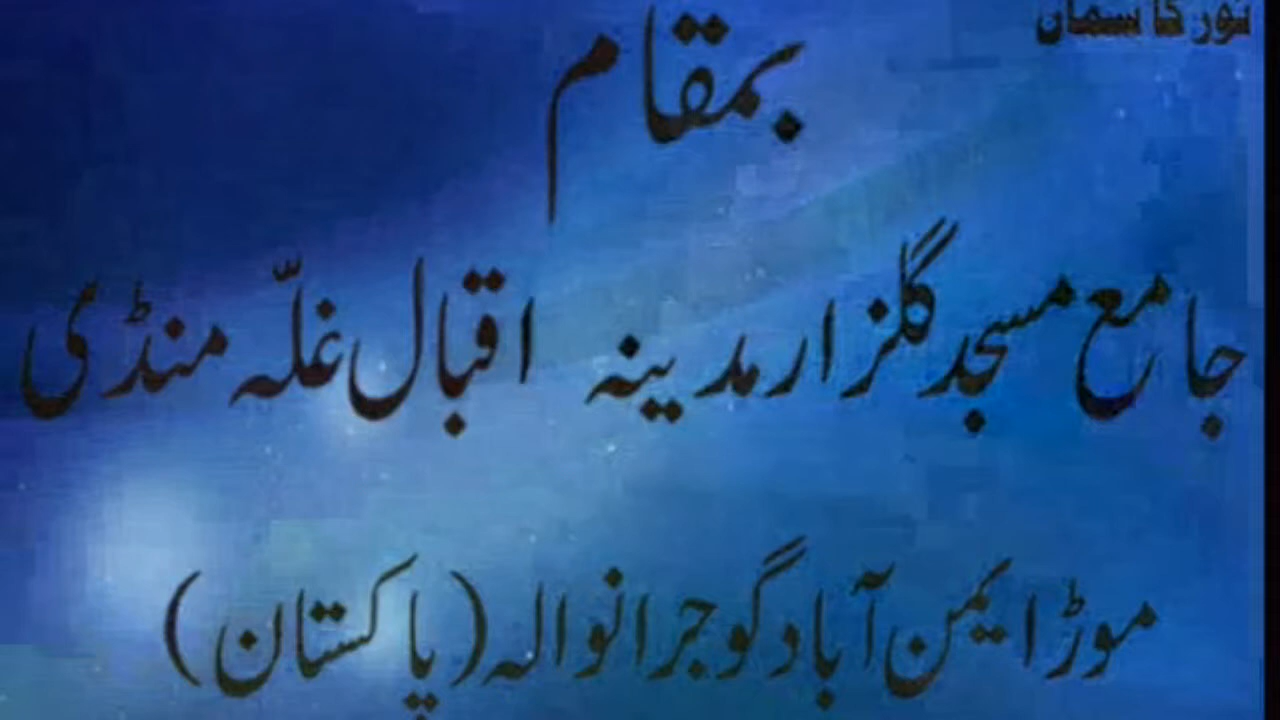 نور کا سماں
بمقام
جامع مسجد گلزار مدینہ اقبال غلّہ منڈی
موڑ ایمن آباد گوجرانوالہ (پاکستان)